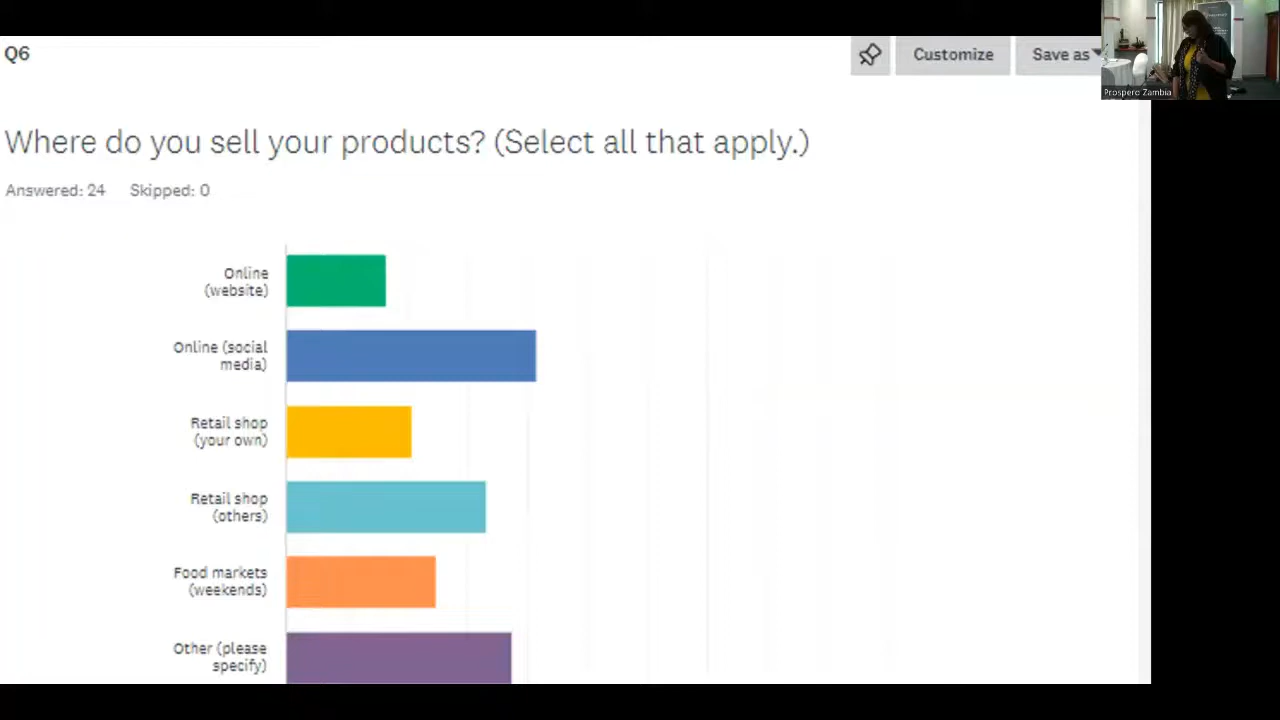 Q6
Customize
Save as
Prospero Zambia
Where do you sell your products? (Select all that apply.)
Answered: 24 Skipped: 0
Online
(website)
Online (social
media)
Retail shop
(your own)
Retail shop
(others)
Food markets
(weekends)
Other (please
specify)